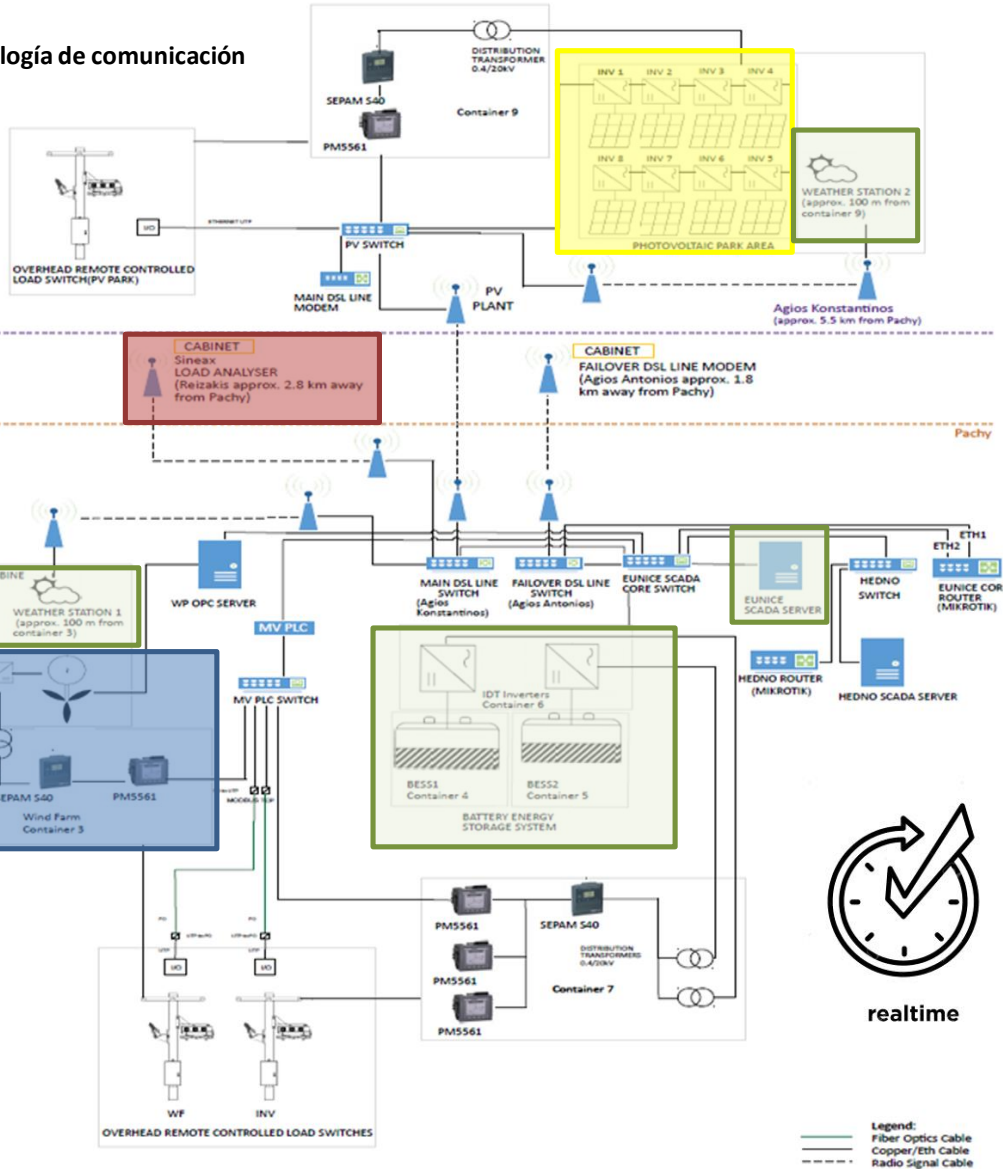 logía de comunicación
DISTRIBUTION
TRANSFORMER
0.4/20kV
SEPAM S40
Container 9
PM5561
INV 1
INV 2
INV 3
INV 4
INV 8
INV 7
INV 6
INV 5
PHOTOVOLTAIC PARK AREA
WEATHER STATION 2
(approx. 100 m from
container 9)
I/O
ETHERNET UTP
PV SWITCH
OVERHEAD REMOTE CONTROLLED
LOAD SWITCH(PV PARK)
MAIN DSL LINE
MODEM
PV
PLANT
Agios Konstantinos
(approx. 5.5 km from Pachy)
CABINET
Sineax
LOAD ANALYSER
(Reizakis approx. 2.8 km away
from Pachy)
CABINET
FAILOVER DSL LINE MODEM
(Agios Antonios approx. 1.8
km away from Pachy)
Pachy
ETH1
ETH2
BINE
WEATHER STATION 1
(approx. 100 m from
container 3)
WP OPC SERVER
MAIN DSL LINE
SWITCH
(Agios
Konstantinos)
FAILOVER DSL LINE
SWITCH
(Agios Antonios)
EUNICE SCADA
CORE SWITCH
EUNICE
SCADA SERVER
HEDNO
SWITCH
EUNICE COR
ROUTER
(MIKROTIK)
MV PLC
MV PLC SWITCH
HEDNO ROUTER
(MIKROTIK)
HEDNO SCADA SERVER
IDT Inverters
Container 6
BESS1
Container 4
BESS2
Container 5
BATTERY ENERGY
STORAGE SYSTEM
SEPAM S40
PM5561
Wind Farm
Container 3
MODBUS TCP
FO
FO
UTP
UTP
I/O
I/O
PM5561
SEPAM S40
PM5561
DISTRIBUTION
TRANSFORMERS
0.4/20kV
Container 7
PM5561
WF
INV
OVERHEAD REMOTE CONTROLLED LOAD SWITCHES
realtime
Legend:
Fiber Optics Cable
Copper/Eth Cable
Radio Signal Cable